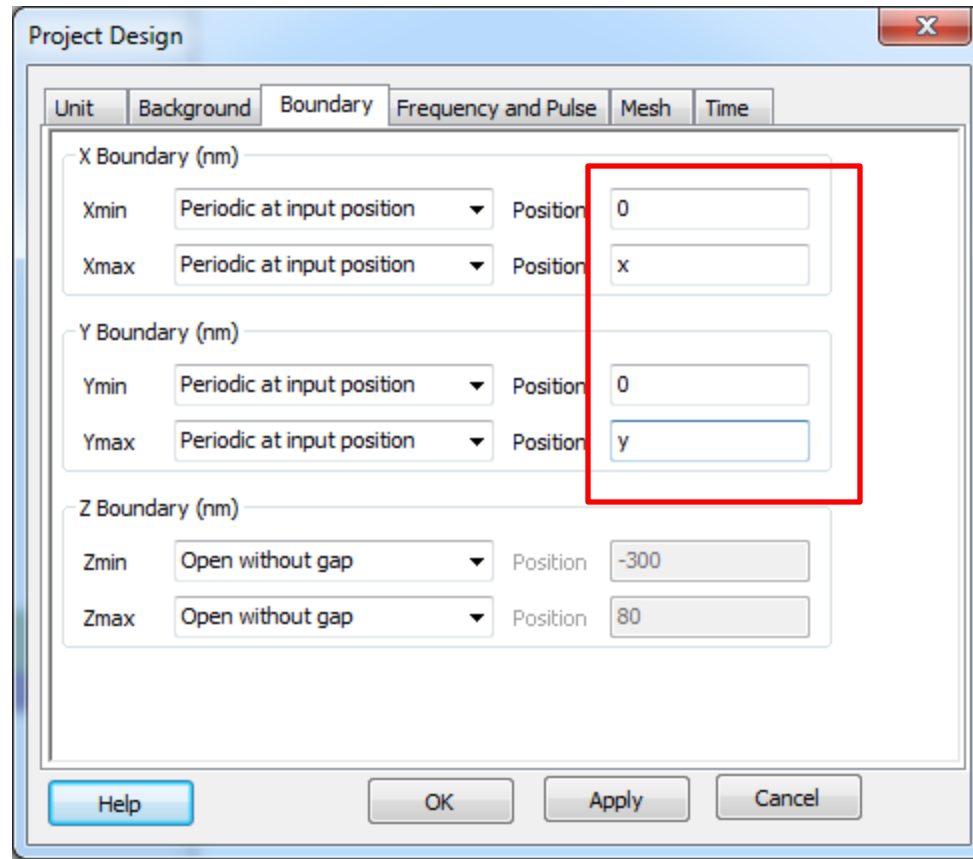 Project Design
Unit Background Boundary Frequency and Pulse Mesh Time
X Boundary (nm)
Xmin Periodic at input position Position 0
Xmax Periodic at input position Position x
Y Boundary (nm)
Ymin Periodic at input position Position 0
Ymax Periodic at input position Position y
Z Boundary (nm)
Zmin Open without gap Position -300
Zmax Open without gap Position 80
Help OK Apply Cancel